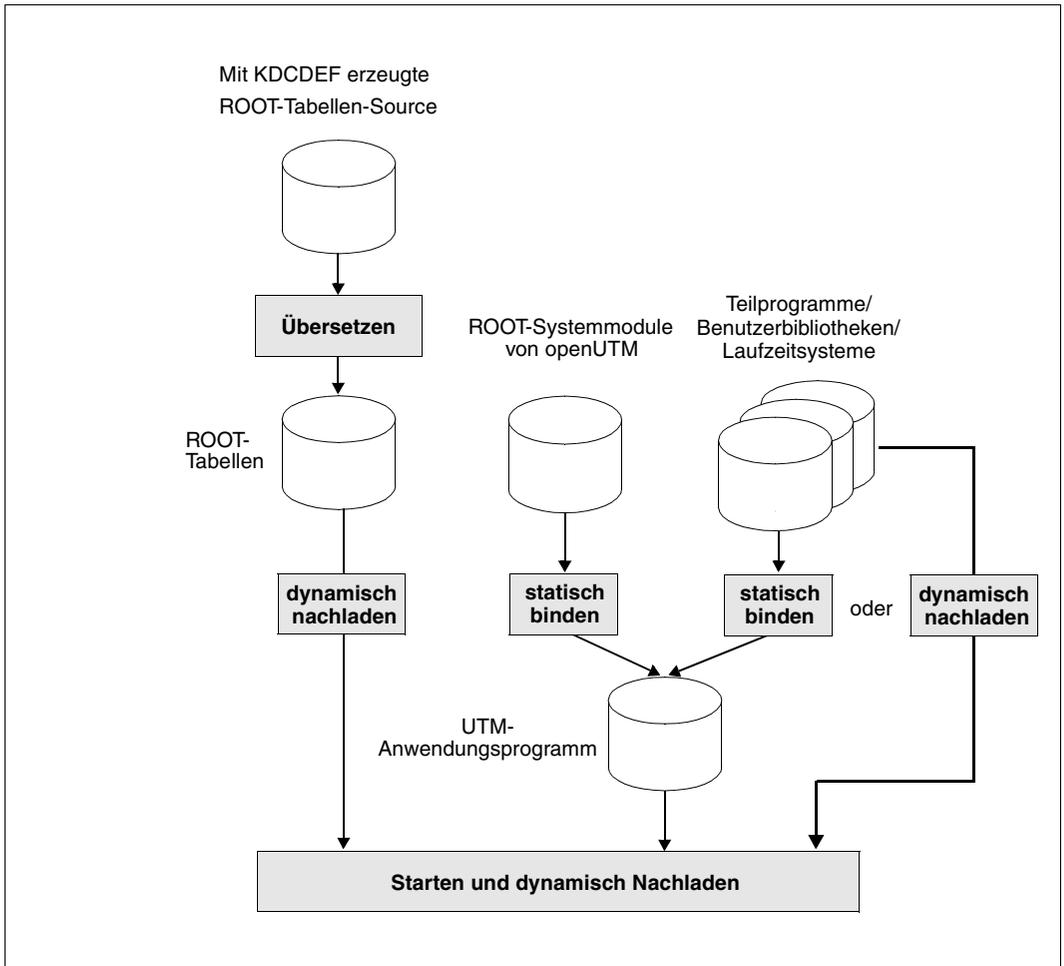 Mit KDCDEF erzeugte
ROOT-Tabellen-Source
Übersetzen
ROOT-Systemmodule
von openUTM
Teilprogramme/
Benutzerbibliotheken/
Laufzeitsysteme
ROOT-
Tabellen
dynamisch
nachladen
statisch
binden
statisch
binden
oder
dynamisch
nachladen
UTM-
Anwendungsprogramm
Starten und dynamisch Nachladen